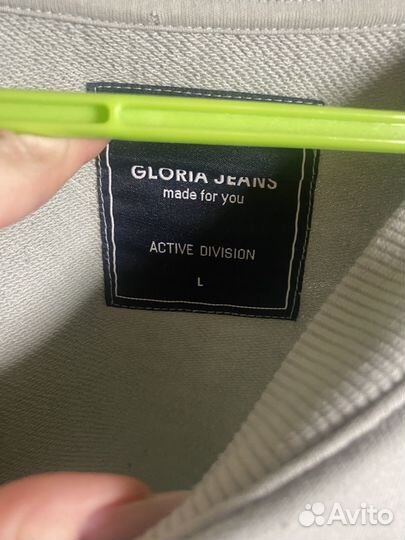 GLORIA JEANS
made for you
ACTIVE DIVISION
L
Avito